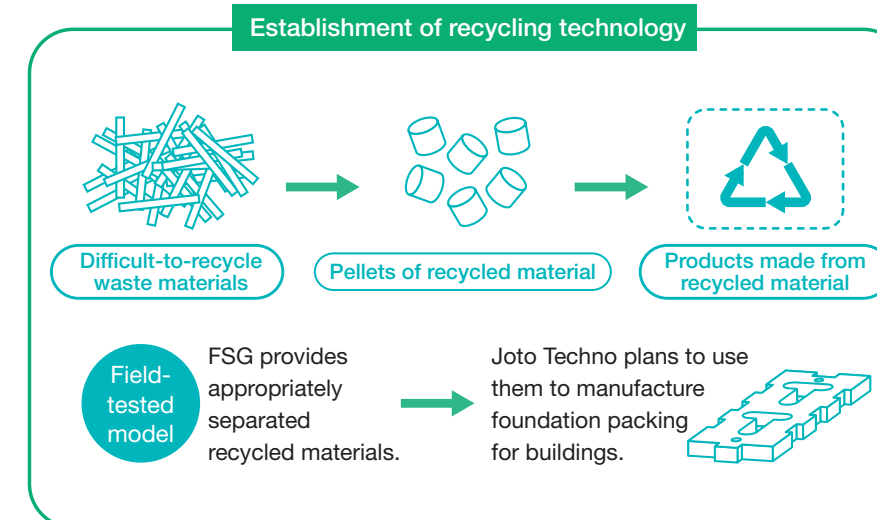 Establishment of recycling technology
Difficult-to-recycle
waste materials
Pellets of recycled material
Products made from
recycled material
Field-
tested
model
FSG provides
appropriately
separated
recycled materials.
Joto Techno plans to use
them to manufacture
foundation packing
for buildings.